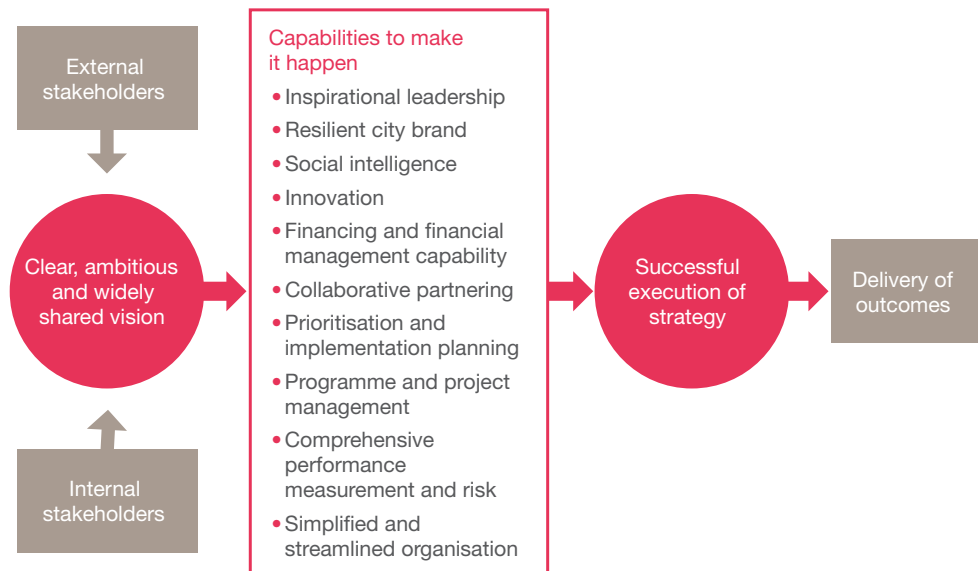 External
stakeholders
Clear, ambitious
and widely
shared vision
Internal
stakeholders
Capabilities to make
it happen
• Inspirational leadership
• Resilient city brand
• Social intelligence
• Innovation
• Financing and financial
management capability
• Collaborative partnering
• Prioritisation and
implementation planning
• Programme and project
management
• Comprehensive
performance
measurement and risk
• Simplified and
streamlined organisation
Successful
execution of
strategy
Delivery of
outcomes